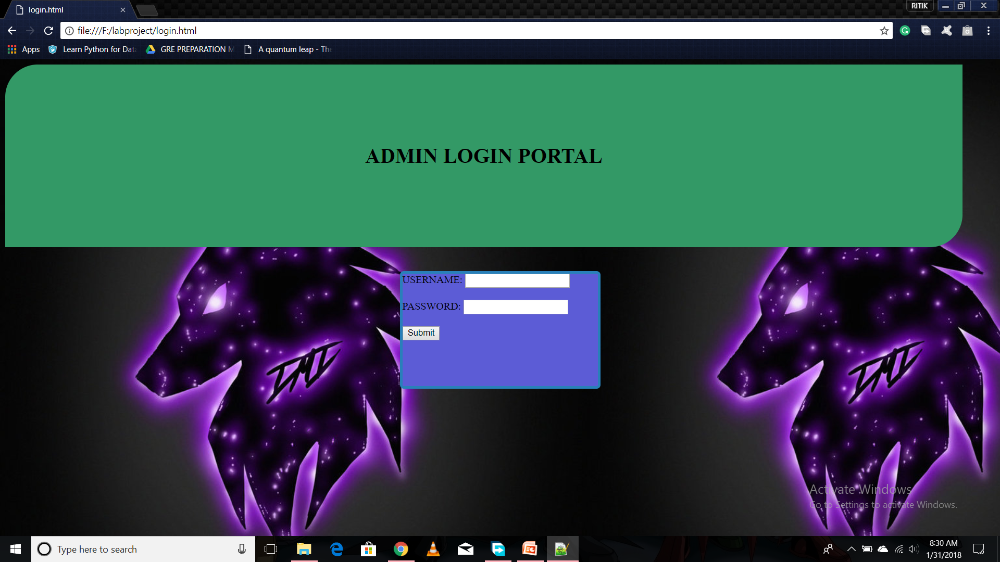 login.html
RITIK
file:///F:/labproject/login.html
Apps
Learn Python for Dat
GRE PREPARATION M
A quantum leap - The
ADMIN LOGIN PORTAL
USERNAME:
PASSWORD:
Submit
Activate Windows
Go to Settings to activate Windows.
Type here to search
8:30 AM
1/31/2018